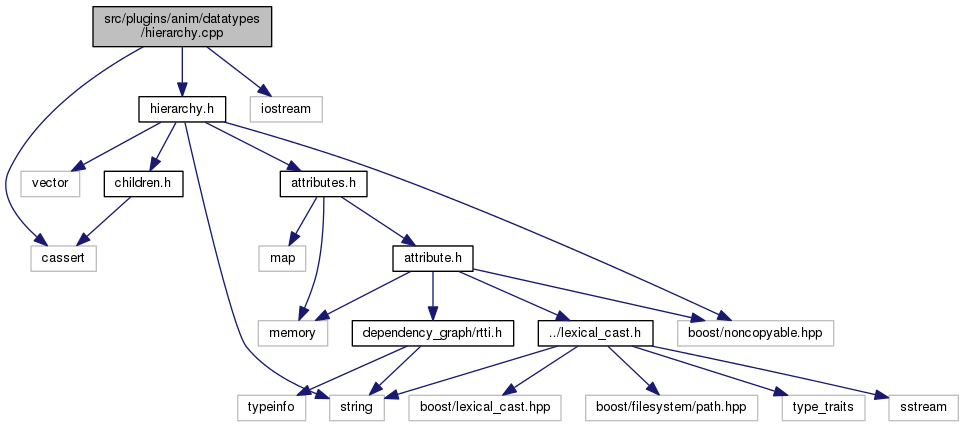 src/plugins/anim/datatypes
/hierarchy.cpp
hierarchy.h
iostream
vector
children.h
attributes.h
cassert
map
attribute.h
memory
dependency_graph/rtti.h
../lexical_cast.h
boost/noncopyable.hpp
typeinfo
string
boost/lexical_cast.hpp
boost/filesystem/path.hpp
type_traits
sstream